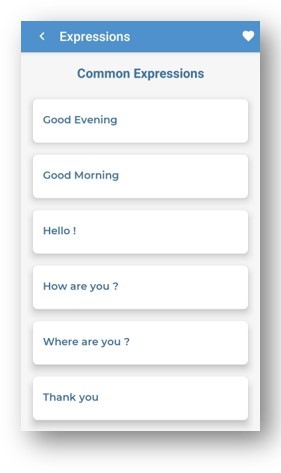 Expressions
Common Expressions
Good Evening
Good Morning
Hello !
How are you ?
Where are you ?
Thank you